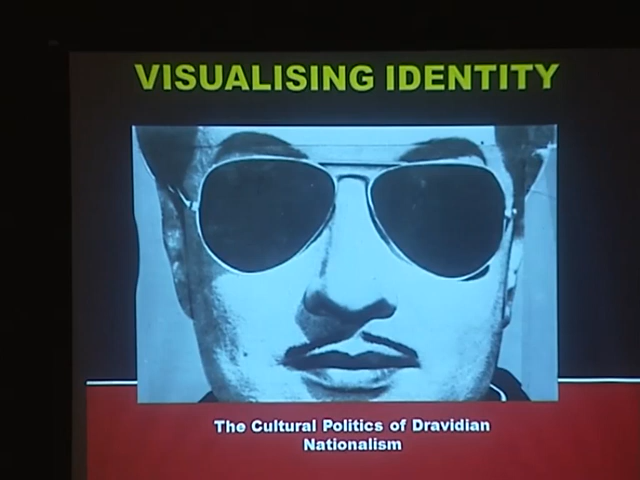 VISUALISING IDENTITY
The Cultural Politics of Dravidian
Nationalism